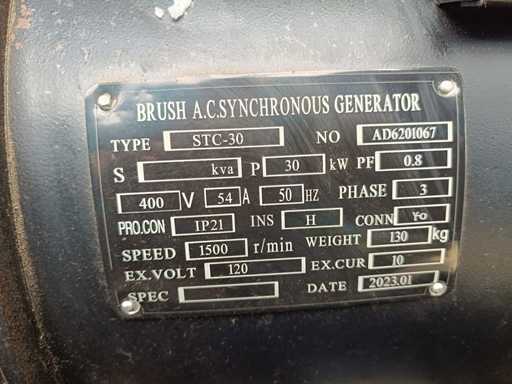 BRUSH A.C.SYNCHRONOUS GENERATOR
TYPE STC-30 NO AD6201067
S kva P 30 kW PF 0.8
400 V 54 A 50 HZ PHASE 3
PRO.CON IP21 INS H CONN Yo
SPEED 1500 r/min WEIGHT 130 kg
EX.VOLT 120 EX.CUR 10
SPEC DATE 2023.01